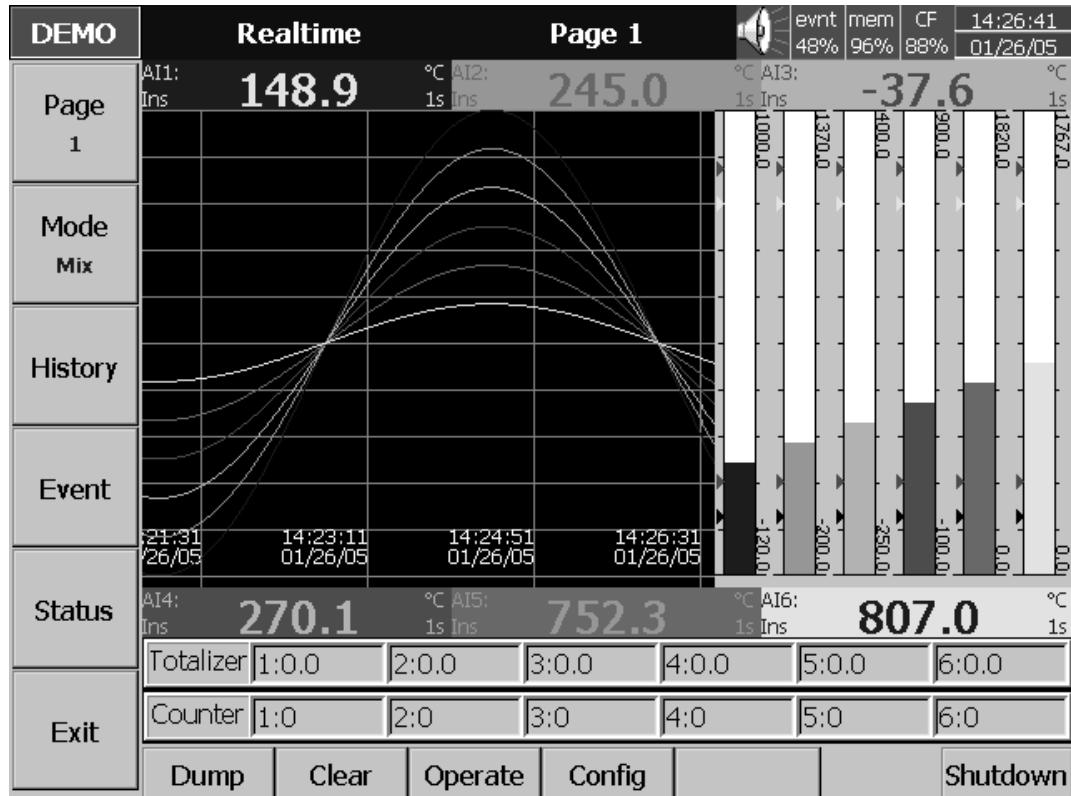 DEMO Realtime Page 1 evnt mem CF 14:26:41
48% 96% 88% 01/26/05
Page
1
Mode
Mix
History
Event
Status
Exit
AI1: 148.9 °C
Ins 1s
AI2: 245.0 °C
Ins 1s
AI3: -37.6 °C
Ins 1s
1000.0 1370.0 400.0 900.0 1820.0 1767.0
-120.0 -200.0 -250.0 -100.0 0.0 0.0
:21:31 14:23:11 14:24:51 14:26:31
/26/05 01/26/05 01/26/05 01/26/05
AI4: 270.1 °C
Ins 1s
AI5: 752.3 °C
Ins 1s
AI6: 807.0 °C
Ins 1s
Totalizer 1:0.0 2:0.0 3:0.0 4:0.0 5:0.0 6:0.0
Counter 1:0 2:0 3:0 4:0 5:0 6:0
Dump Clear Operate Config Shutdown